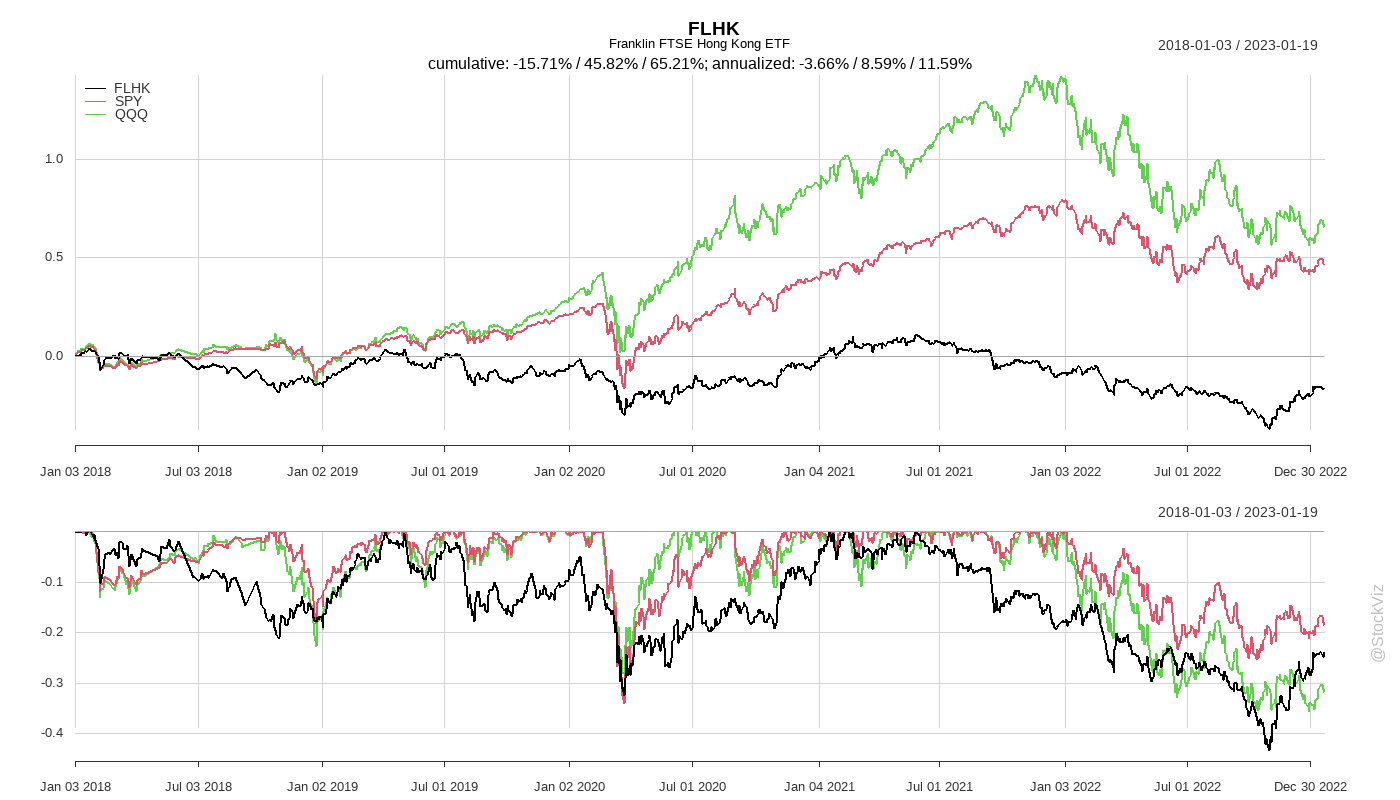 FLHK
Franklin FTSE Hong Kong ETF
2018-01-03 / 2023-01-19
cumulative: -15.71% / 45.82% / 65.21%; annualized: -3.66% / 8.59% / 11.59%
FLHK
SPY
QQQ
1.0
0.5
0.0
Jan 03 2018 Jul 03 2018 Jan 02 2019 Jul 01 2019 Jan 02 2020 Jul 01 2020 Jan 04 2021 Jul 01 2021 Jan 03 2022 Jul 01 2022 Dec 30 2022
2018-01-03 / 2023-01-19
-0.1
-0.2
-0.3
-0.4
Jan 03 2018 Jul 03 2018 Jan 02 2019 Jul 01 2019 Jan 02 2020 Jul 01 2020 Jan 04 2021 Jul 01 2021 Jan 03 2022 Jul 01 2022 Dec 30 2022
@StockViz